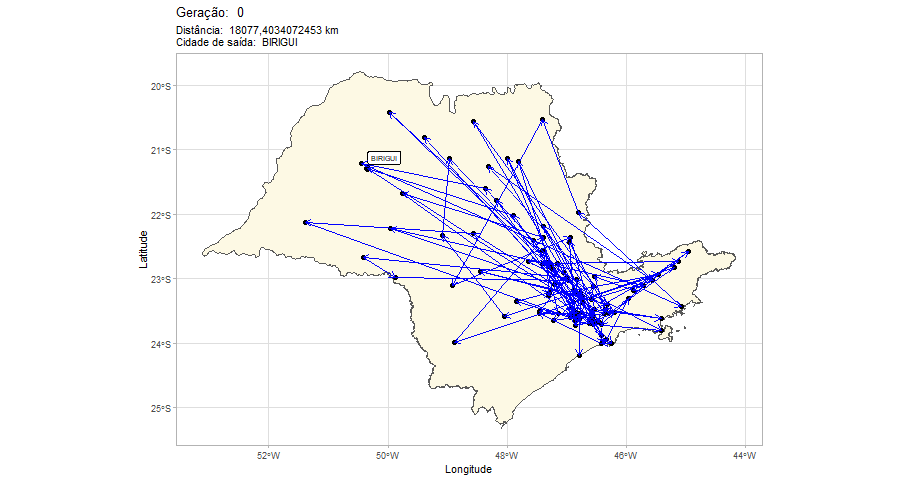 Geração: 0
Distância: 18077,4034072453 km
Cidade de saída: BIRIGUI
20°S
21°S
BIRIGUI
22°S
23°S
24°S
25°S
Latitude
52°W
50°W
48°W
46°W
44°W
Longitude